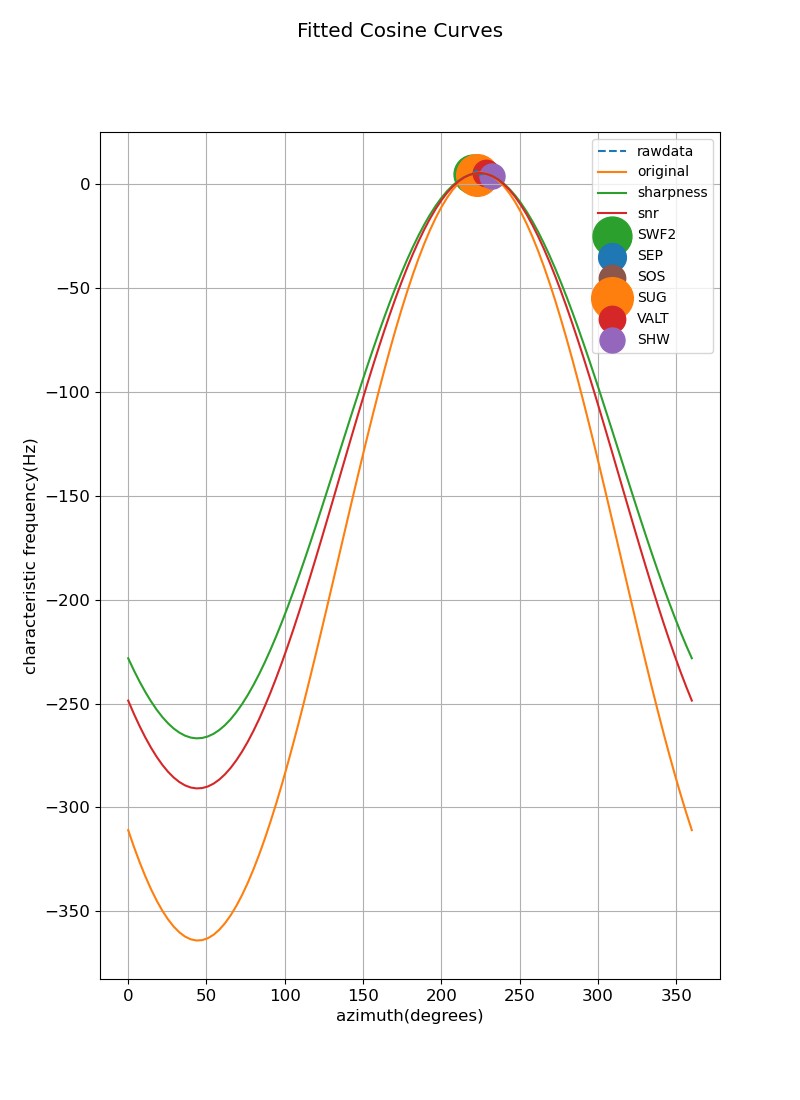 Fitted Cosine Curves
rawdata
original
sharpness
snr
SWF2
SEP
SOS
SUG
VALT
SHW
characteristic frequency(Hz)
0
−50
−100
−150
−200
−250
−300
−350
0 50 100 150 200 250 300 350
azimuth(degrees)